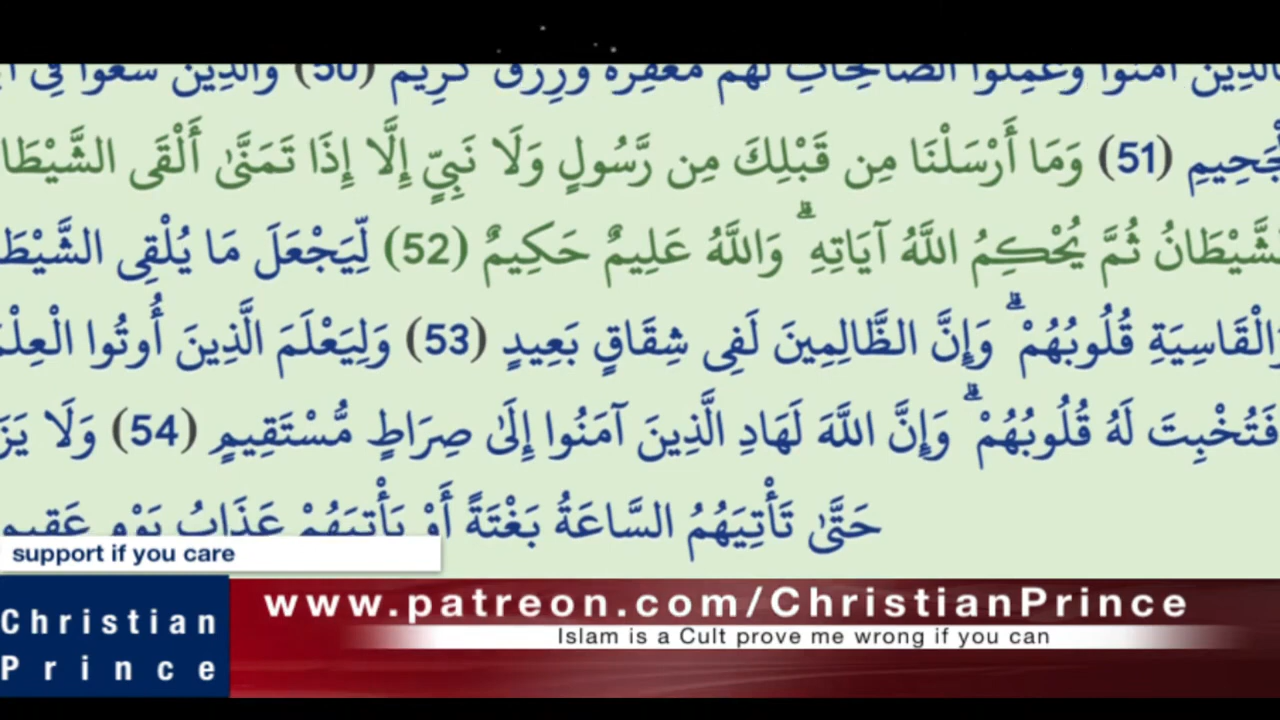 الَّذِينَ آمَنُوا وَعَمِلُوا الصَّالِحَاتِ لَهُم مَّغْفِرَةٌ وَرِزْقٌ كَرِيمٌ (50) وَالَّذِينَ سَعَوْا فِي
الْجَحِيمِ (51) وَمَا أَرْسَلْنَا مِن قَبْلِكَ مِن رَّسُولٍ وَلَا نَبِيٍّ إِلَّا إِذَا تَمَنَّىٰ أَلْقَى الشَّيْطَا
لشَّيْطَانُ ثُمَّ يُحْكِمُ اللَّهُ آيَاتِهِ ۗ وَاللَّهُ عَلِيمٌ حَكِيمٌ (52) لِّيَجْعَلَ مَا يُلْقِي الشَّيْطَ
وَالْقَاسِيَةِ قُلُوبُهُمْ ۗ وَإِنَّ الظَّالِمِينَ لَفِي شِقَاقٍ بَعِيدٍ (53) وَلِيَعْلَمَ الَّذِينَ أُوتُوا الْعِلْمَ
فَتُخْبِتَ لَهُ قُلُوبُهُمْ ۗ وَإِنَّ اللَّهَ لَهَادِ الَّذِينَ آمَنُوا إِلَىٰ صِرَاطٍ مُّسْتَقِيمٍ (54) وَلَا يَزَ
حَتَّىٰ تَأْتِيَهُمُ السَّاعَةُ بَغْتَةً أَوْ يَأْتِيَهُمْ عَذَابُ يَوْمٍ عَقِيمٍ
support if you care
www.patreon.com/ChristianPrince
Islam is a Cult prove me wrong if you can
Christian
Prince